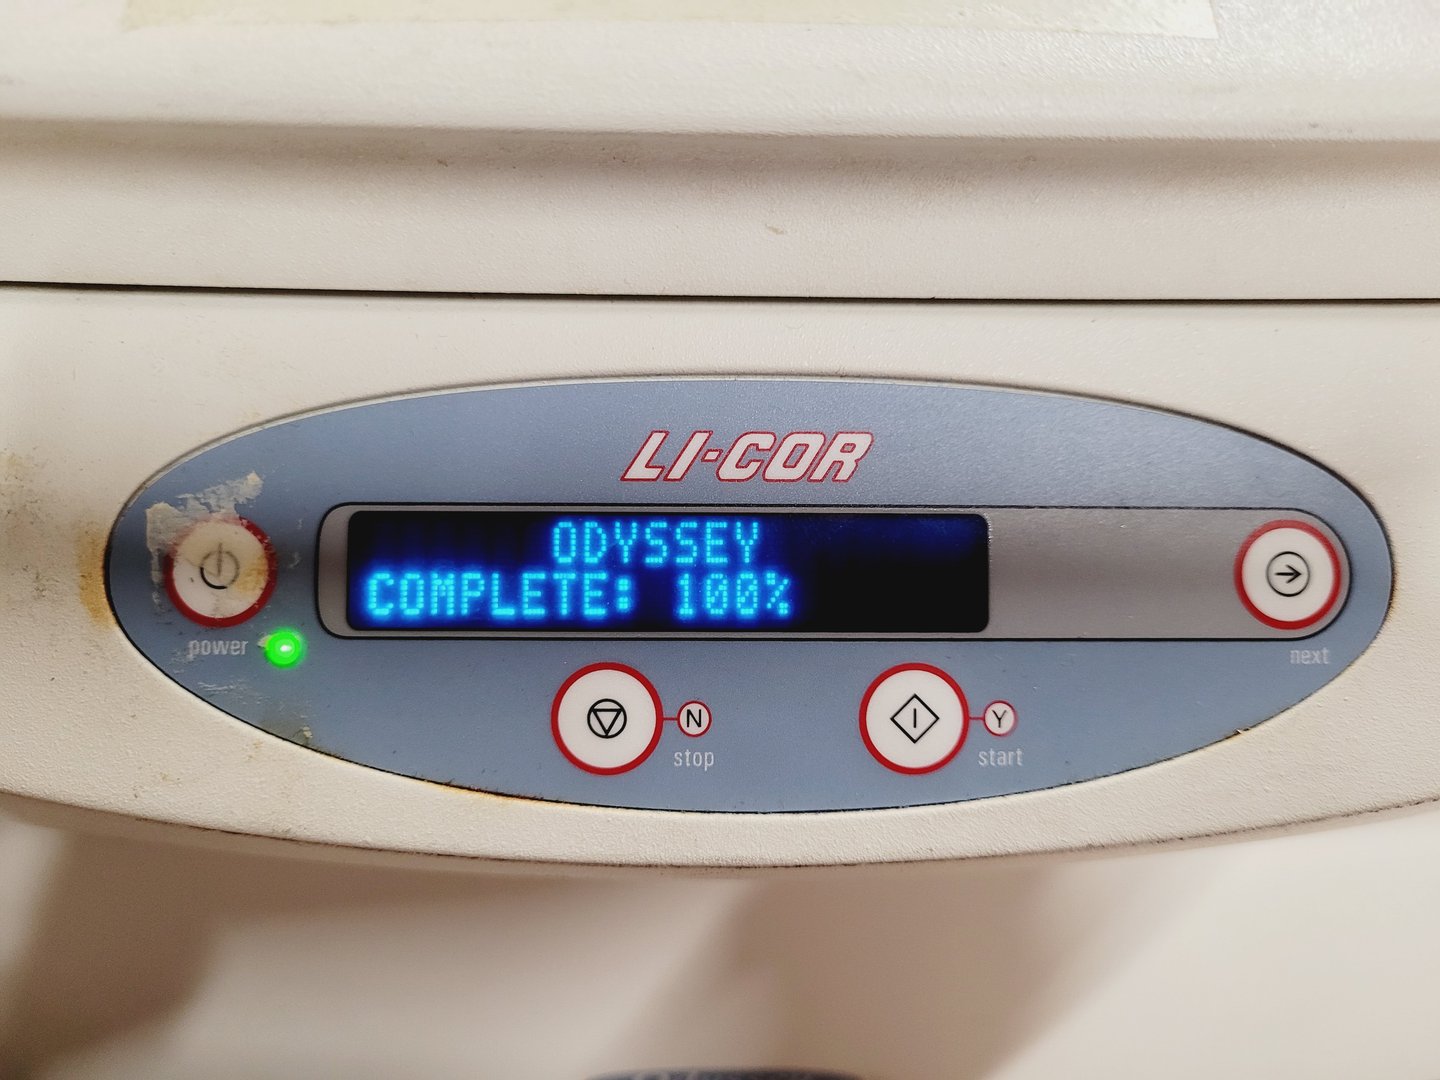 LI-COR
ODYSSEY
COMPLETE: 100%
power
next
N
stop
Y
start